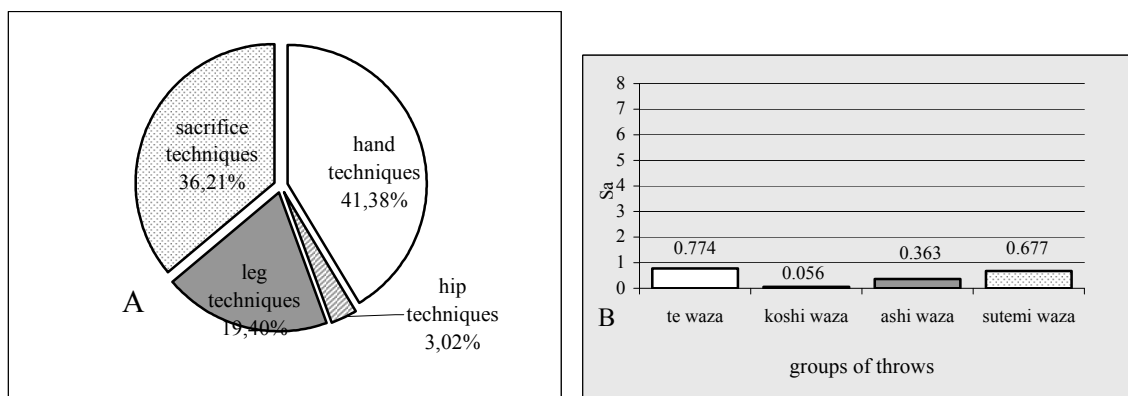 sacrifice
techniques
36,21%
hand
techniques
41,38%
leg
techniques
19,40%
hip
techniques
3,02%
A
8
7
6
5
4
3
2
1
0
Sa
0.774
0.056
0.363
0.677
te waza
koshi waza
ashi waza
sutemi waza
groups of throws
B